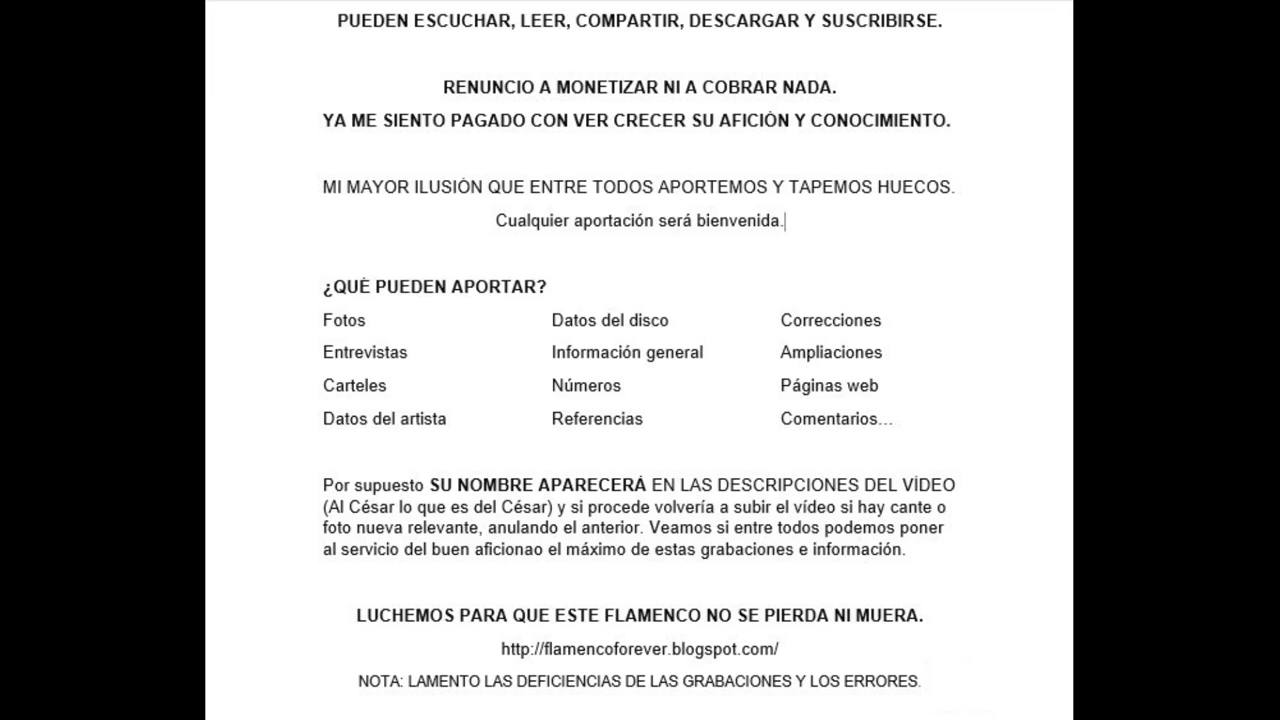 PUEDEN ESCUCHAR, LEER, COMPARTIR, DESCARGAR Y SUSCRIBIRSE.
RENUNCIO A MONETIZAR NI A COBRAR NADA.
YA ME SIENTO PAGADO CON VER CRECER SU AFICIÓN Y CONOCIMIENTO.
MI MAYOR ILUSIÓN QUE ENTRE TODOS APORTEMOS Y TAPEMOS HUECOS.
Cualquier aportación será bienvenida.
¿QUÉ PUEDEN APORTAR?
Fotos Datos del disco Correcciones
Entrevistas Información general Ampliaciones
Carteles Números Páginas web
Datos del artista Referencias Comentarios...
Por supuesto SU NOMBRE APARECERÁ EN LAS DESCRIPCIONES DEL VÍDEO
(Al César lo que es del César) y si procede volvería a subir el vídeo si hay cante o
foto nueva relevante, anulando el anterior. Veamos si entre todos podemos poner
al servicio del buen aficionao el máximo de estas grabaciones e información.
LUCHEMOS PARA QUE ESTE FLAMENCO NO SE PIERDA NI MUERA.
http://flamencoforever.blogspot.com/
NOTA: LAMENTO LAS DEFICIENCIAS DE LAS GRABACIONES Y LOS ERRORES.